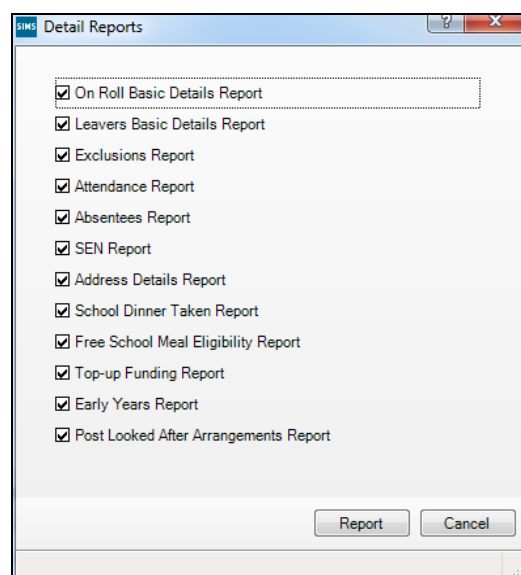 SIMS Detail Reports
On Roll Basic Details Report
Leavers Basic Details Report
Exclusions Report
Attendance Report
Absentees Report
SEN Report
Address Details Report
School Dinner Taken Report
Free School Meal Eligibility Report
Top-up Funding Report
Early Years Report
Post Looked After Arrangements Report
Report Cancel